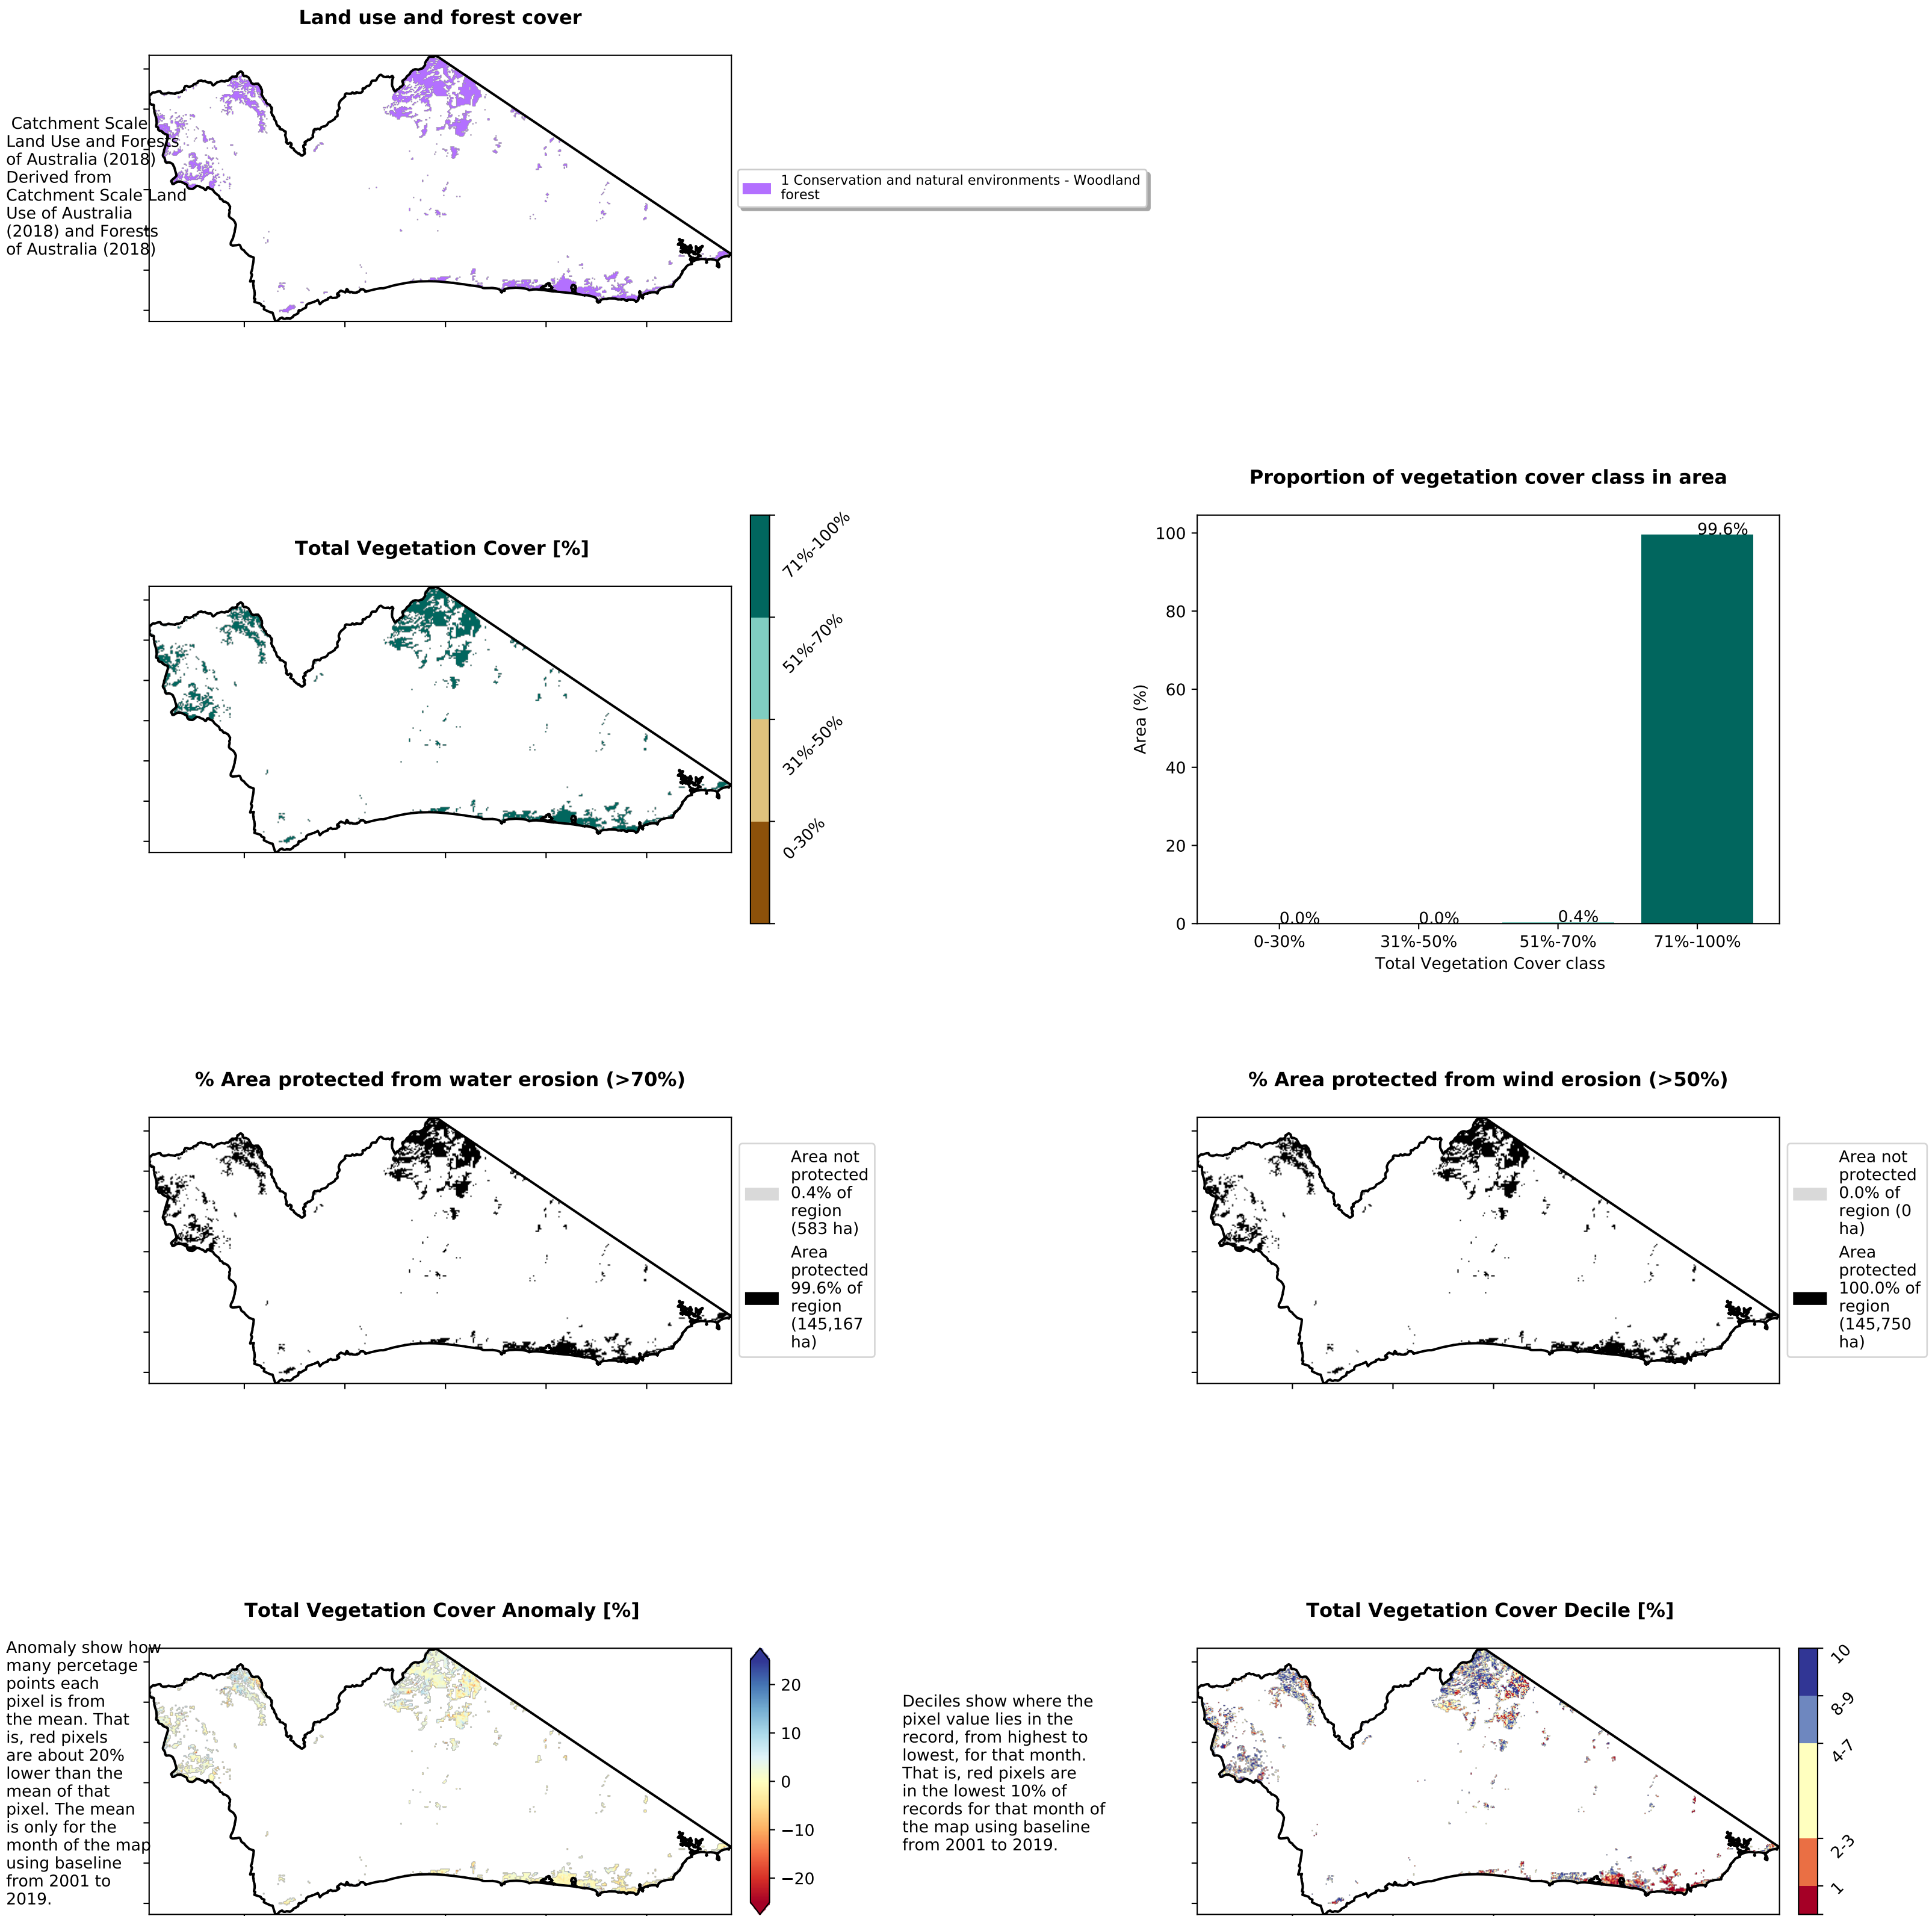 Land use and forest cover
Catchment Scale
Land Use and Forests
of Australia (2018)
Derived from
Catchment Scale Land
Use of Australia
(2018) and Forests
of Australia (2018)
1 Conservation and natural environments - Woodland
forest
Total Vegetation Cover [%]
71%-100%
51%-70%
31%-50%
0-30%
Proportion of vegetation cover class in area
Area (%)
100
80
60
40
20
0
0.0%
0.0%
0.4%
99.6%
0-30%
31%-50%
51%-70%
71%-100%
Total Vegetation Cover class
% Area protected from water erosion (>70%)
Area not
protected
0.4% of
region
(583 ha)
Area
protected
99.6% of
region
(145,167
ha)
% Area protected from wind erosion (>50%)
Area not
protected
0.0% of
region (0
ha)
Area
protected
100.0% of
region
(145,750
ha)
Total Vegetation Cover Anomaly [%]
Anomaly show how
many percetage
points each
pixel is from
the mean. That
is, red pixels
are about 20%
lower than the
mean of that
pixel. The mean
is only for the
month of the map
using baseline
from 2001 to
2019.
20
10
0
−10
−20
Total Vegetation Cover Decile [%]
Deciles show where the
pixel value lies in the
record, from highest to
lowest, for that month.
That is, red pixels are
in the lowest 10% of
records for that month of
the map using baseline
from 2001 to 2019.
10
8-9
4-7
2-3
1